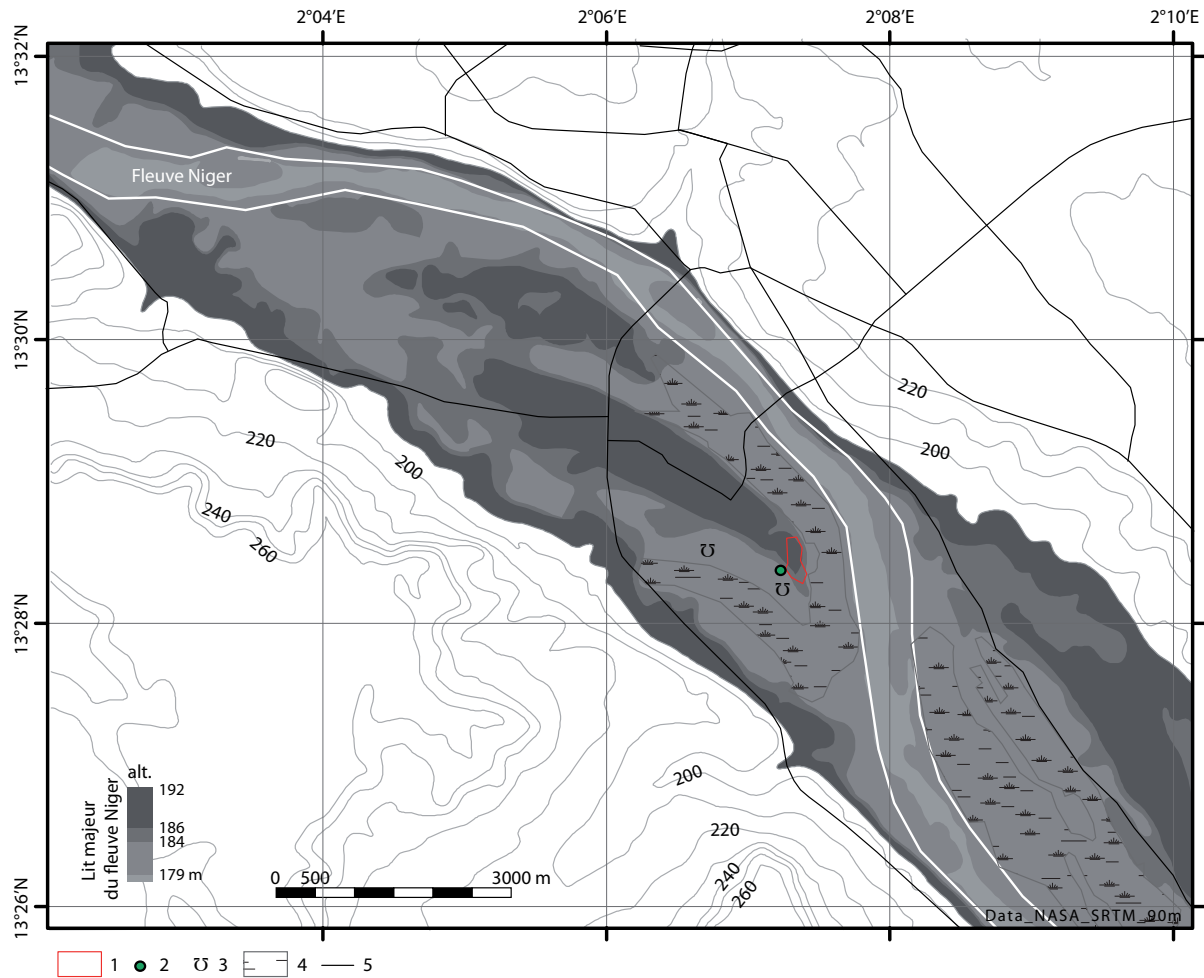 2°04'E 2°06'E 2°08'E 2°10'E
13°32'N
Fleuve Niger
13°30'N
220
200
220
200
240
260
13°28'N
200
220
240
260
alt.
192
186
184
179 m
Lit majeur
du fleuve Niger
0 500 3000 m
13°26'N
Data_NASA_SRTM_90m
1 2 3 4 5